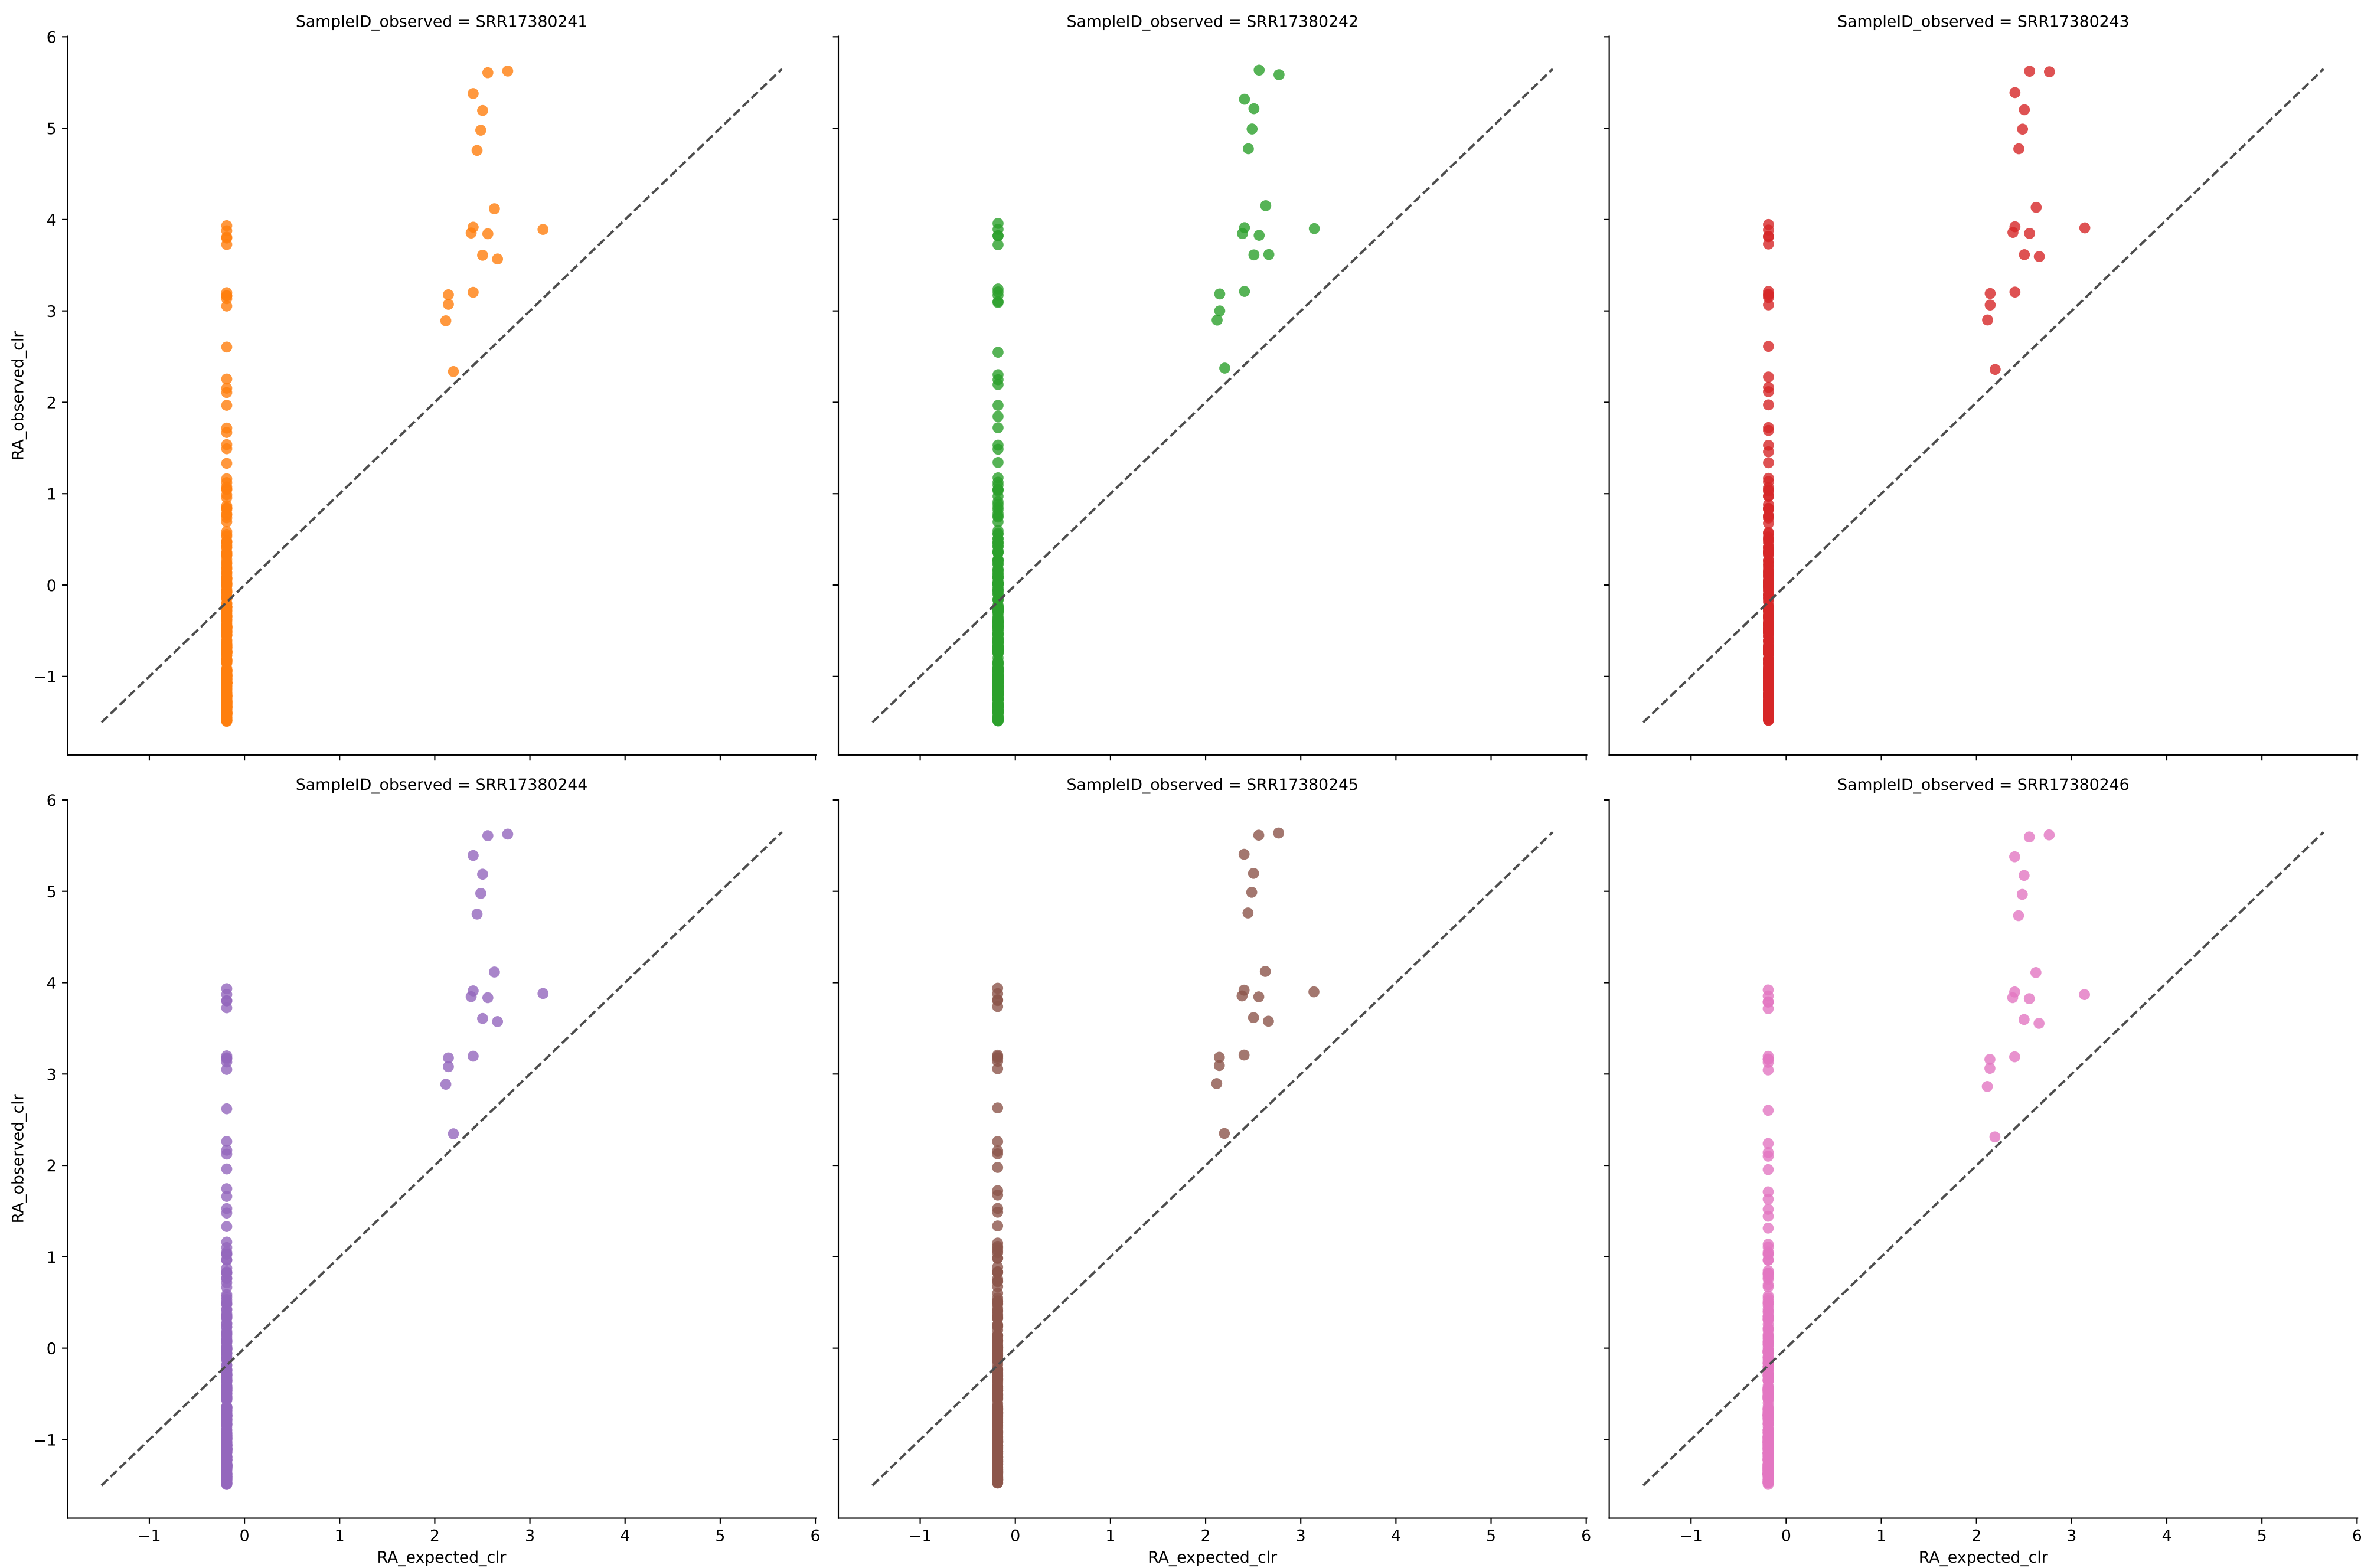 SampleID_observed = SRR17380241
SampleID_observed = SRR17380242
SampleID_observed = SRR17380243
6
5
4
3
2
1
0
−1
RA_observed_clr
SampleID_observed = SRR17380244
SampleID_observed = SRR17380245
SampleID_observed = SRR17380246
6
5
4
3
2
1
0
−1
RA_observed_clr
−1 0 1 2 3 4 5 6
−1 0 1 2 3 4 5 6
−1 0 1 2 3 4 5 6
RA_expected_clr
RA_expected_clr
RA_expected_clr